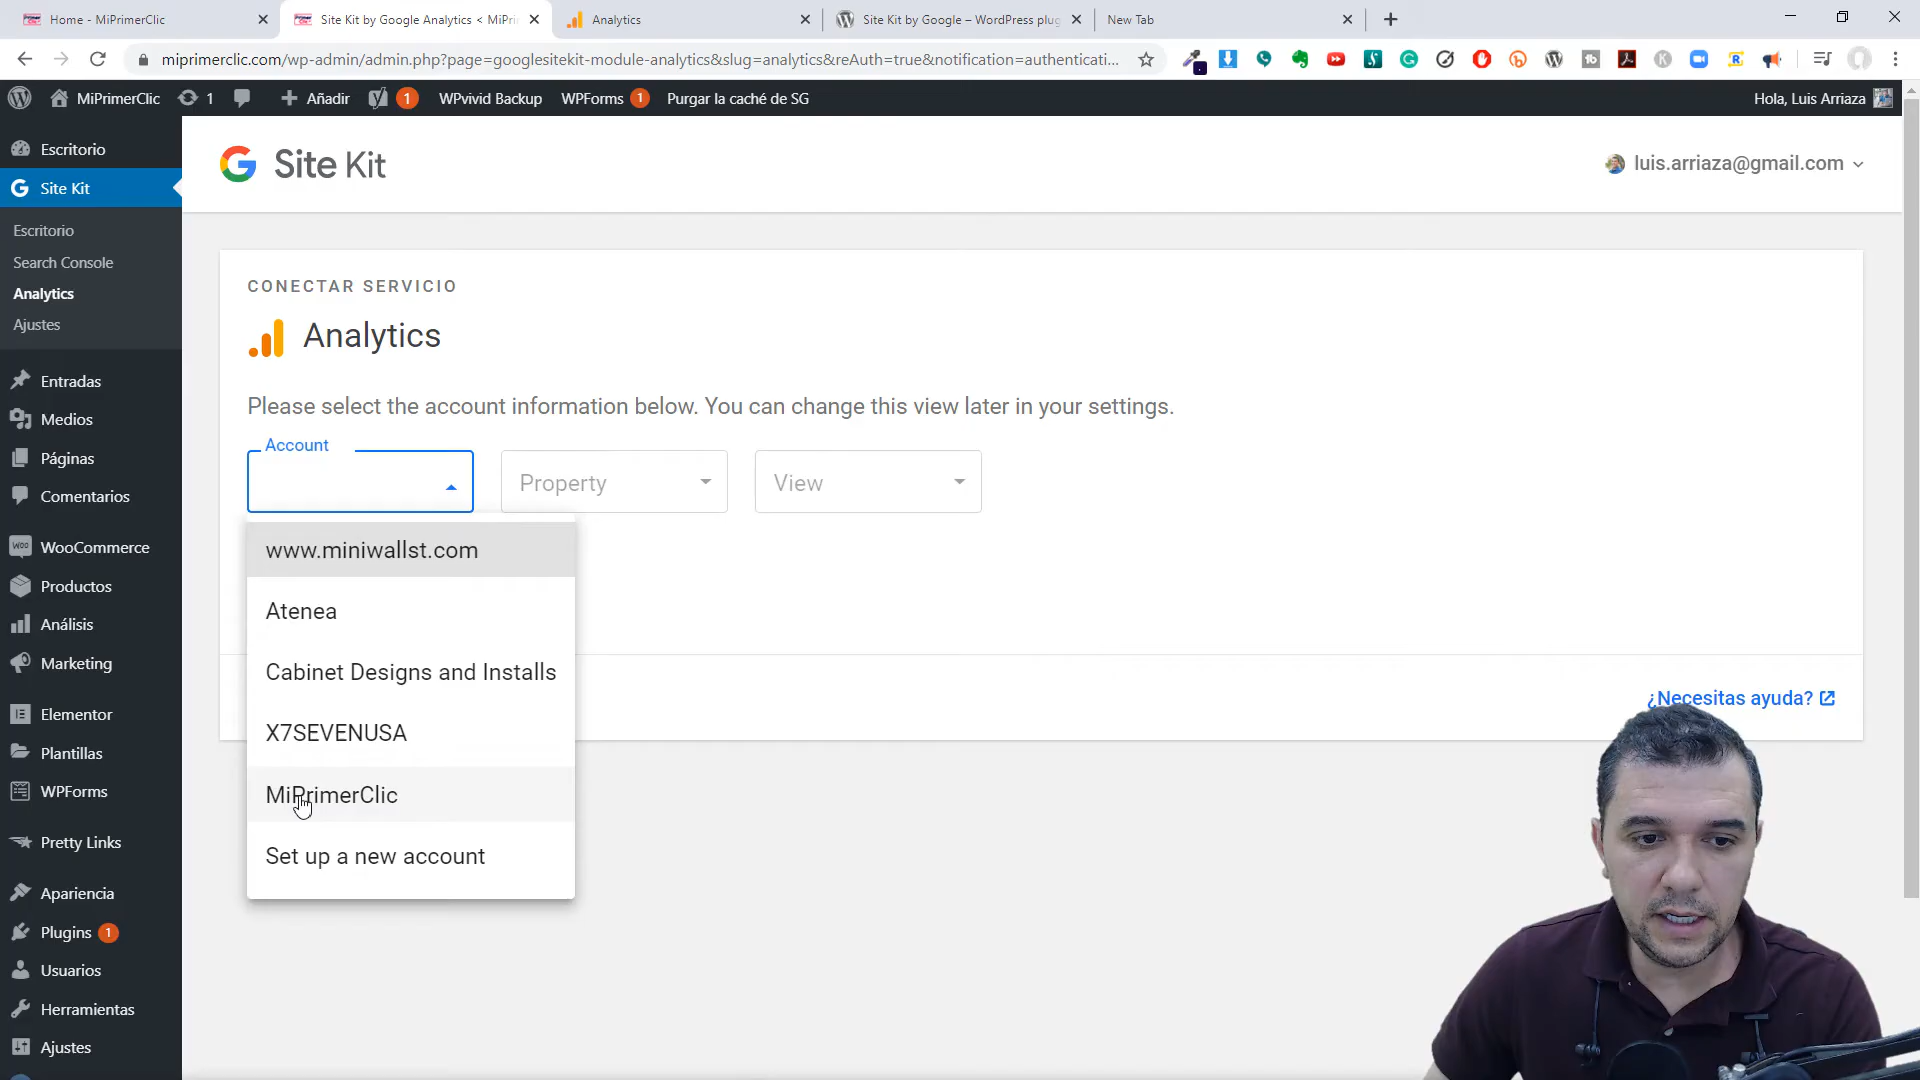 Home - MiPrimerClic
Site Kit by Google Analytics < MiPri
Analytics
Site Kit by Google – WordPress plug
New Tab
miprimerclic.com/wp-admin/admin.php?page=googlesitekit-module-analytics&slug=analytics&reAuth=true&notification=authenticati...
MiPrimerClic
1
Añadir
1
WPvivid Backup
WPForms 1
Purgar la caché de SG
Hola, Luis Arriaza
Escritorio
Site Kit
Escritorio
Search Console
Analytics
Ajustes
Entradas
Medios
Páginas
Comentarios
WooCommerce
Productos
Análisis
Marketing
Elementor
Plantillas
WPForms
Pretty Links
Apariencia
Plugins 1
Usuarios
Herramientas
Ajustes
Site Kit
luis.arriaza@gmail.com
CONECTAR SERVICIO
Analytics
Please select the account information below. You can change this view later in your settings.
Account
Property
View
www.miniwallst.com
Atenea
Cabinet Designs and Installs
X7SEVENUSA
MiPrimerClic
Set up a new account
¿Necesitas ayuda?